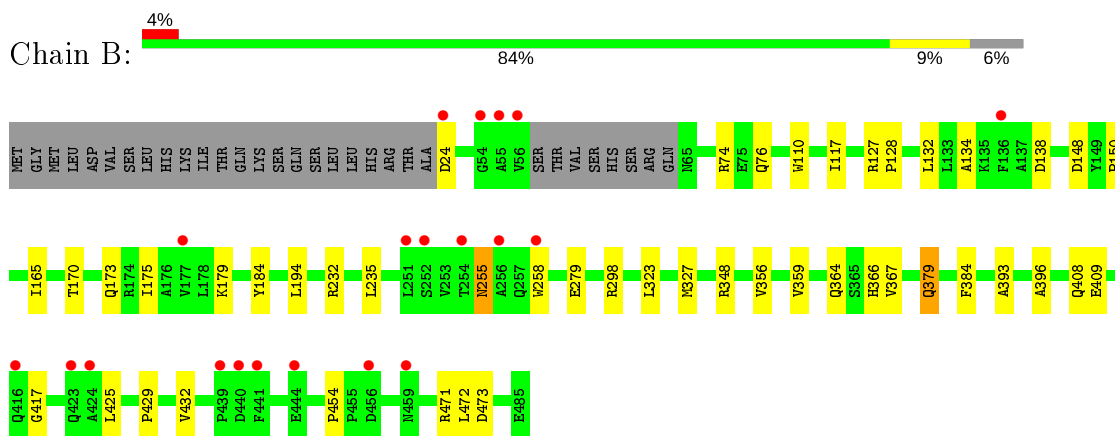 4%
Chain B:
84% 9% 6%
MET GLY MET LEU ASP VAL SER LEU HIS LYS ILE THR GLN LYS SER GLN SER LEU LEU HIS ARG THR ALA D24 G54 A55 V56 SER THR VAL SER HIS SER ARG GLN N65 R74 E75 Q76 W110 I117 R127 P128 L132 L133 A134 K135 F136 A137 D138 D148 Y149
I165 T170 Q173 R174 I175 A176 V177 L178 K179 Y184 L194 R232 L235 L251 S252 V253 T254 N255 A256 Q257 W258 E279 R298 L323 M327 R348 V356 V359 Q364 S365 H366 V367 Q379 F384 A393 A396 Q408 E409
Q416 G417 Q423 A424 L425 P429 V432 P439 D440 F441 E444 P454 P455 D456 N459 R471 L472 D473 E485